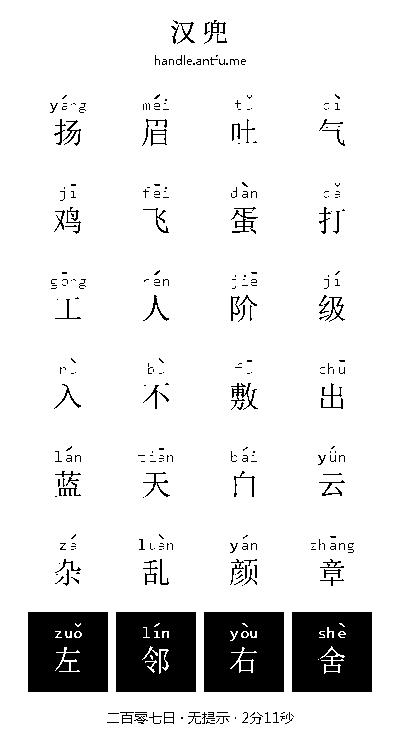 汉兜
handle.antfu.me
yáng méi tǔ qì
扬眉吐气
jī fēi dàn dǎ
鸡飞蛋打
gōng rén jiē jí
工人阶级
rù bù fū chū
入不敷出
lán tiān bái yún
蓝天白云
zá luàn yán zhāng
杂乱颜章
zuǒ lín yòu shè
左邻右舍
二百零七日 · 无提示 · 2分11秒